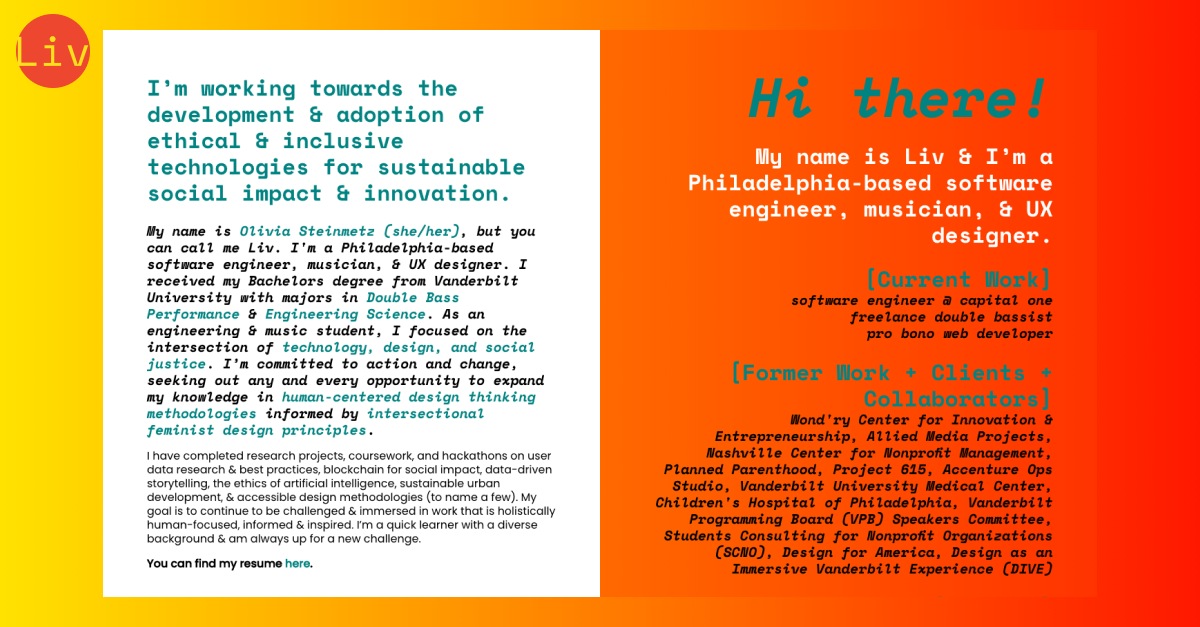 Liv
I'm working towards the
development & adoption of
ethical & inclusive
technologies for sustainable
social impact & innovation.
My name is Olivia Steinmetz (she/her), but you
can call me Liv. I'm a Philadelphia-based
software engineer, musician, & UX designer. I
received my Bachelors degree from Vanderbilt
University with majors in Double Bass
Performance & Engineering Science. As an
engineering & music student, I focused on the
intersection of technology, design, and social
justice. I'm committed to action and change,
seeking out any and every opportunity to expand
my knowledge in human-centered design thinking
methodologies informed by intersectional
feminist design principles.
I have completed research projects, coursework, and hackathons on user
data research & best practices, blockchain for social impact, data-driven
storytelling, the ethics of artificial intelligence, sustainable urban
development, & accessible design methodologies (to name a few). My
goal is to continue to be challenged & immersed in work that is holistically
human-focused, informed & inspired. I'm a quick learner with a diverse
background & am always up for a new challenge.
You can find my resume here.
Hi there!
My name is Liv & I'm a
Philadelphia-based software
engineer, musician, & UX
designer.
[Current Work]
software engineer @ capital one
freelance double bassist
pro bono web developer
[Former Work + Clients +
Collaborators]
Wond'ry Center for Innovation &
Entrepreneurship, Allied Media Projects,
Nashville Center for Nonprofit Management,
Planned Parenthood, Project 615, Accenture Ops
Studio, Vanderbilt University Medical Center,
Children's Hospital of Philadelphia, Vanderbilt
Programming Board (VPB) Speakers Committee,
Students Consulting for Nonprofit Organizations
(SCNO), Design for America, Design as an
Immersive Vanderbilt Experience (DIVE)